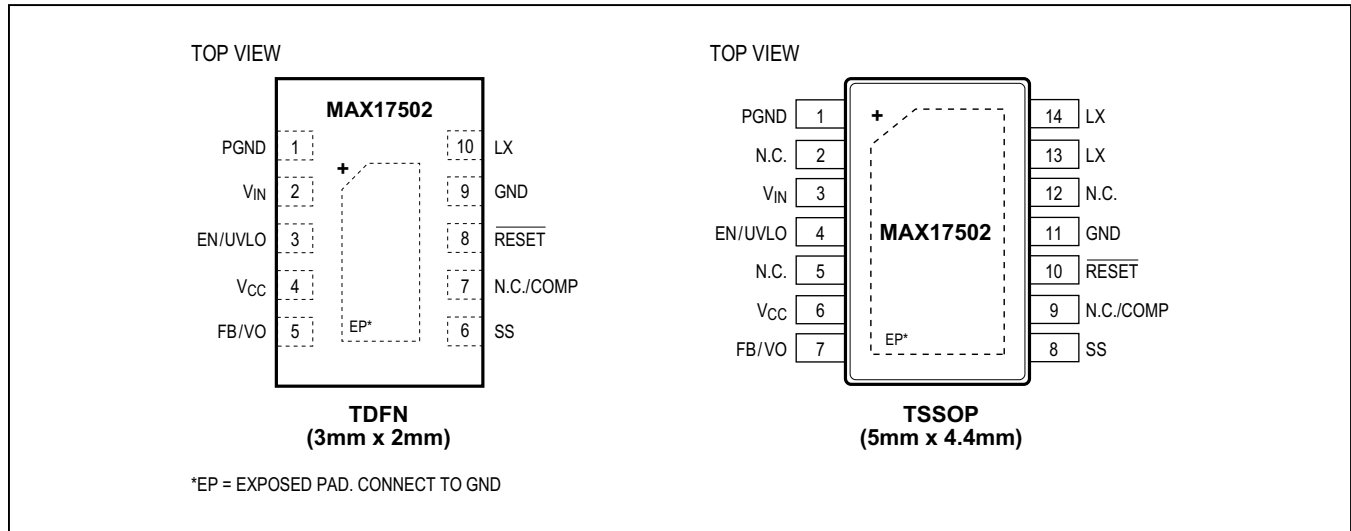 TOP VIEW
MAX17502
PGND 1
10 LX
VIN 2
9 GND
EN/UVLO 3
8 RESET
VCC 4
7 N.C./COMP
FB/VO 5
6 SS
+
EP*
TDFN
(3mm x 2mm)
*EP = EXPOSED PAD. CONNECT TO GND
TOP VIEW
PGND 1
14 LX
N.C. 2
13 LX
VIN 3
12 N.C.
EN/UVLO 4
11 GND
N.C. 5
10 RESET
VCC 6
9 N.C./COMP
FB/VO 7
8 SS
+
MAX17502
EP*
TSSOP
(5mm x 4.4mm)